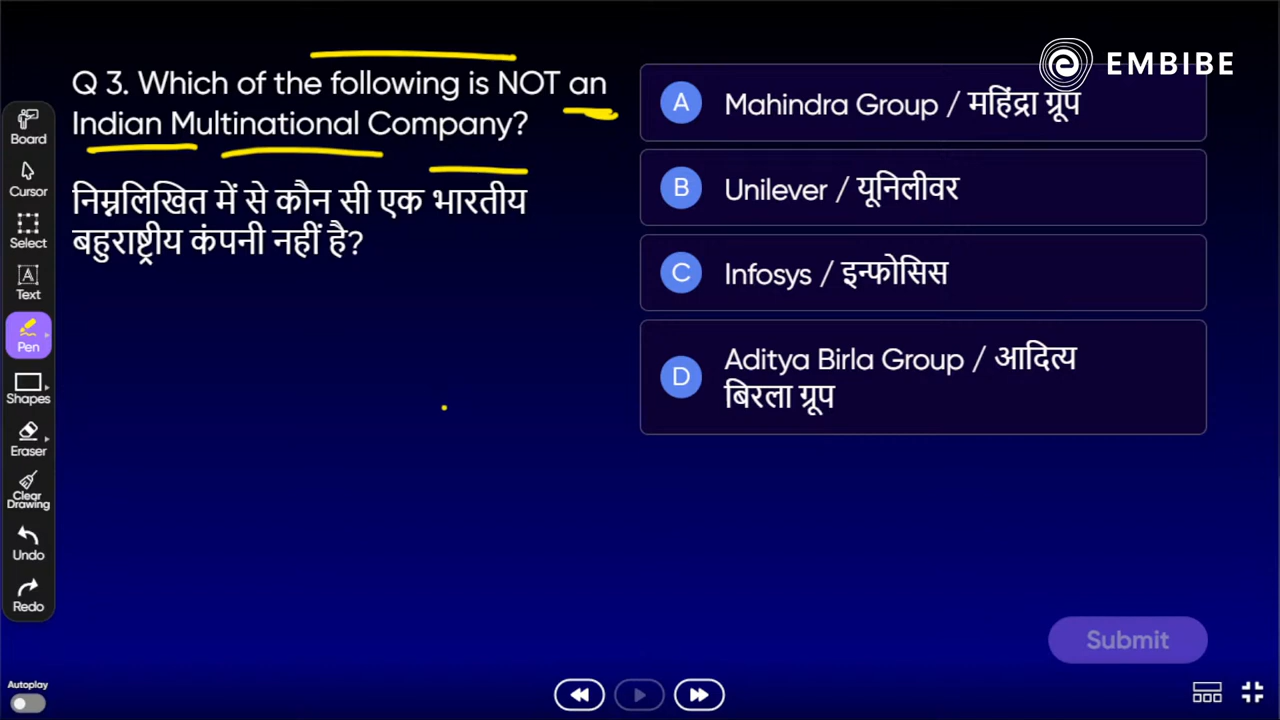 EMBIBE
Q 3. Which of the following is NOT an
Indian Multinational Company?
निम्नलिखित में से कौन सी एक भारतीय
बहुराष्ट्रीय कंपनी नहीं है?
A Mahindra Group / महिंद्रा ग्रूप
B Unilever / यूनिलीवर
C Infosys / इन्फोसिस
D Aditya Birla Group / आदित्य
बिरला ग्रूप
Board
Cursor
Select
A
Text
Pen
Shapes
Eraser
Clear
Drawing
Undo
Redo
Submit
Autoplay